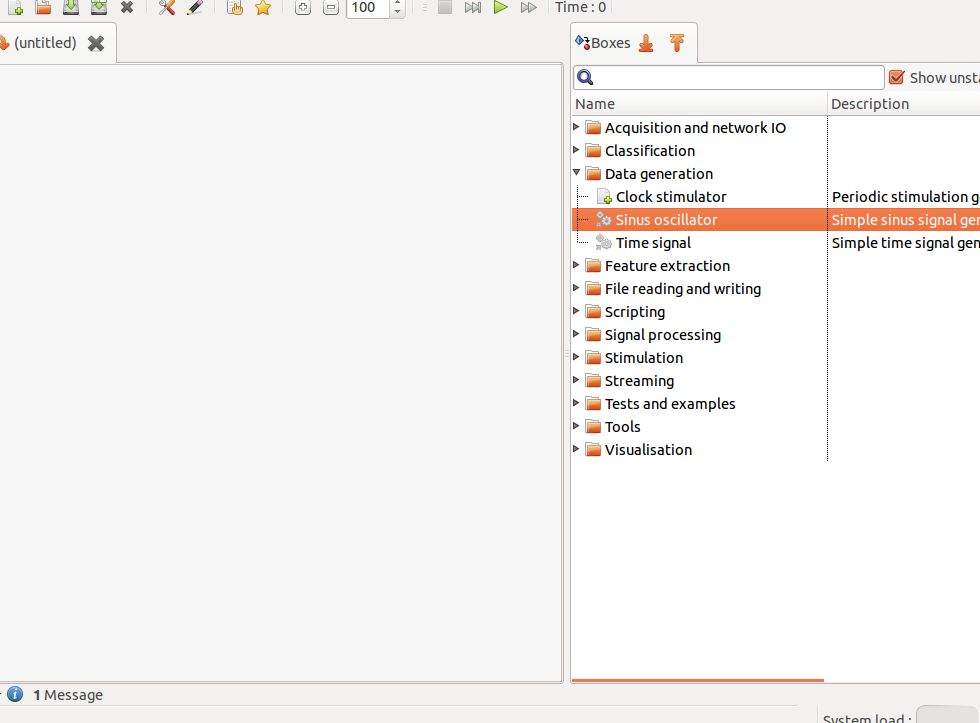 100
Time : 0
(untitled)
Boxes
Show unsta
Name
Description
Acquisition and network IO
Classification
Data generation
Clock stimulator
Periodic stimulation g
Sinus oscillator
Simple sinus signal gen
Time signal
Simple time signal gen
Feature extraction
File reading and writing
Scripting
Signal processing
Stimulation
Streaming
Tests and examples
Tools
Visualisation
1 Message
System load :